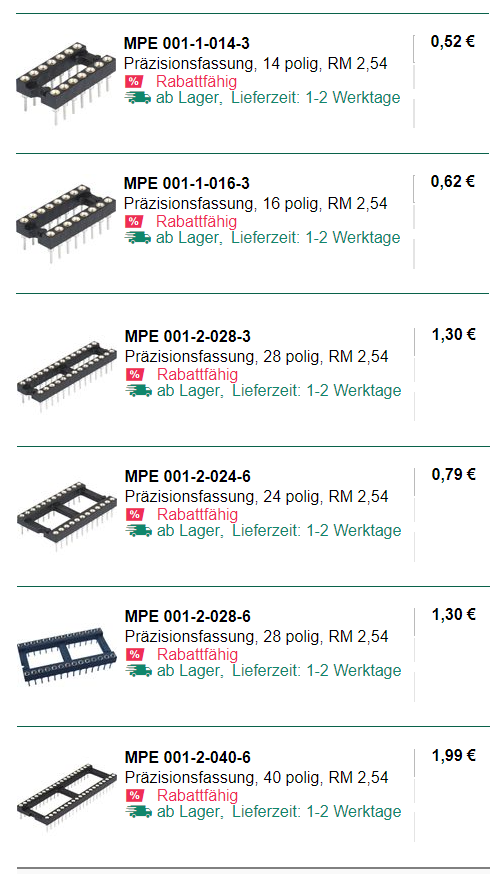 MPE 001-1-014-3
0,52 €
Präzisionsfassung, 14 polig, RM 2,54
% Rabattfähig
ab Lager, Lieferzeit: 1-2 Werktage
MPE 001-1-016-3
0,62 €
Präzisionsfassung, 16 polig, RM 2,54
% Rabattfähig
ab Lager, Lieferzeit: 1-2 Werktage
MPE 001-2-028-3
1,30 €
Präzisionsfassung, 28 polig, RM 2,54
% Rabattfähig
ab Lager, Lieferzeit: 1-2 Werktage
MPE 001-2-024-6
0,79 €
Präzisionsfassung, 24 polig, RM 2,54
% Rabattfähig
ab Lager, Lieferzeit: 1-2 Werktage
MPE 001-2-028-6
1,30 €
Präzisionsfassung, 28 polig, RM 2,54
% Rabattfähig
ab Lager, Lieferzeit: 1-2 Werktage
MPE 001-2-040-6
1,99 €
Präzisionsfassung, 40 polig, RM 2,54
% Rabattfähig
ab Lager, Lieferzeit: 1-2 Werktage